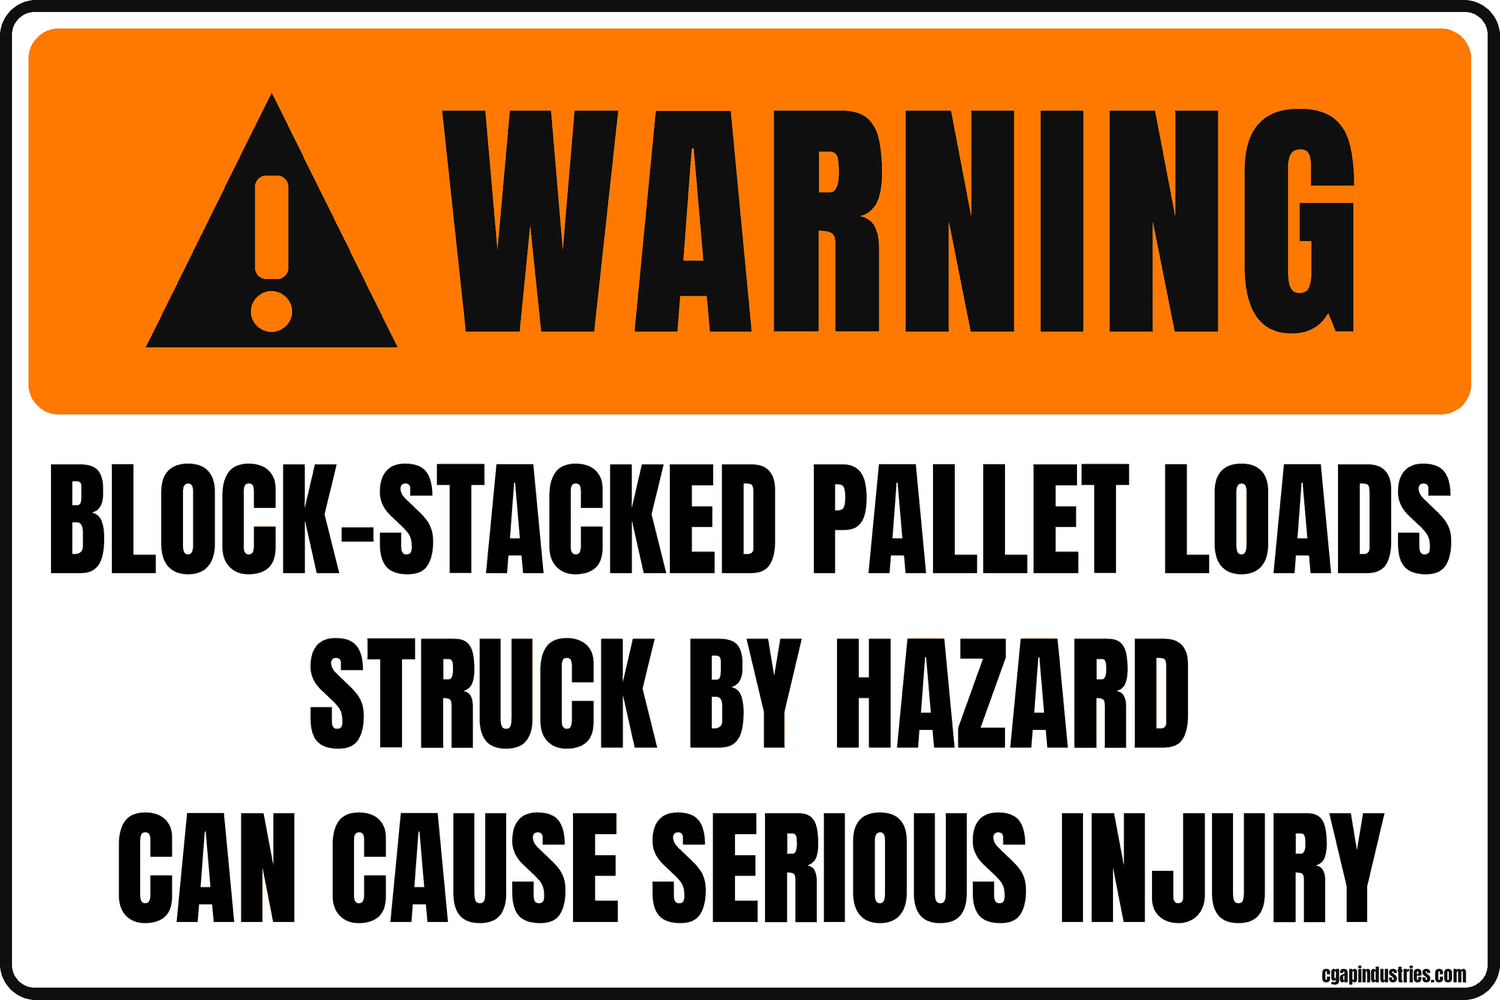 WARNING
BLOCK-STACKED PALLET LOADS
STRUCK BY HAZARD
CAN CAUSE SERIOUS INJURY
cgapindustries.com